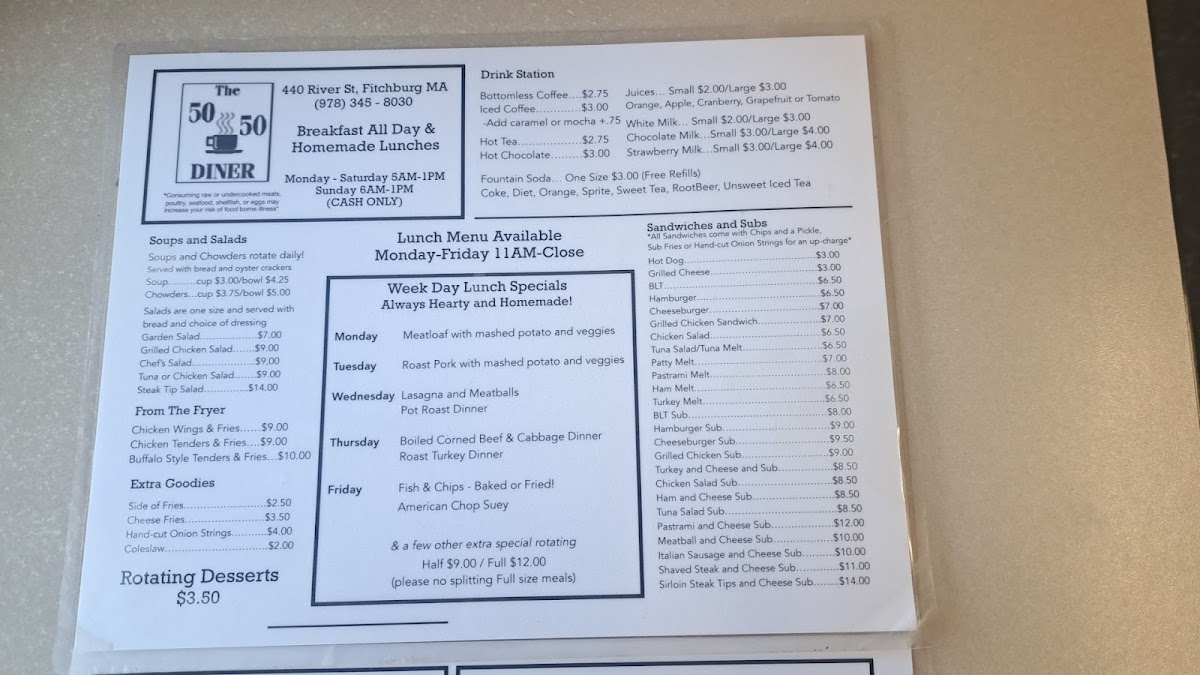 The
50 50
DINER
*Consuming raw or undercooked meats,
poultry, seafood, shellfish, or eggs may
increase your risk of food borne illness*
440 River St, Fitchburg MA
(978) 345 - 8030
Breakfast All Day &
Homemade Lunches
Monday - Saturday 5AM-1PM
Sunday 6AM-1PM
(CASH ONLY)
Drink Station
Bottomless Coffee....$2.75
Iced Coffee.............$3.00
-Add caramel or mocha +.75
Hot Tea....................$2.75
Hot Chocolate.........$3.00
Juices... Small $2.00/Large $3.00
Orange, Apple, Cranberry, Grapefruit or Tomato
White Milk... Small $2.00/Large $3.00
Chocolate Milk...Small $3.00/Large $4.00
Strawberry Milk...Small $3.00/Large $4.00
Fountain Soda... One Size $3.00 (Free Refills)
Coke, Diet, Orange, Sprite, Sweet Tea, RootBeer, Unsweet Iced Tea
Soups and Salads
Soups and Chowders rotate daily!
Served with bread and oyster crackers
Soup.........cup $3.00/bowl $4.25
Chowders...cup $3.75/bowl $5.00
Salads are one size and served with
bread and choice of dressing
Garden Salad..................$7.00
Grilled Chicken Salad.......$9.00
Chef's Salad.....................$9.00
Tuna or Chicken Salad......$9.00
Steak Tip Salad..............$14.00
From The Fryer
Chicken Wings & Fries......$9.00
Chicken Tenders & Fries....$9.00
Buffalo Style Tenders & Fries...$10.00
Extra Goodies
Side of Fries........................$2.50
Cheese Fries........................$3.50
Hand-cut Onion Strings..........$4.00
Coleslaw..............................$2.00
Rotating Desserts
$3.50
Lunch Menu Available
Monday-Friday 11AM-Close
Week Day Lunch Specials
Always Hearty and Homemade!
Monday Meatloaf with mashed potato and veggies
Tuesday Roast Pork with mashed potato and veggies
Wednesday Lasagna and Meatballs
Pot Roast Dinner
Thursday Boiled Corned Beef & Cabbage Dinner
Roast Turkey Dinner
Friday Fish & Chips - Baked or Fried!
American Chop Suey
& a few other extra special rotating
Half $9.00 / Full $12.00
(please no splitting Full size meals)
Sandwiches and Subs
*All Sandwiches come with Chips and a Pickle,
Sub Fries or Hand-cut Onion Strings for an up-charge*
Hot Dog.......................................$3.00
Grilled Cheese................................$3.00
BLT..............................................$6.50
Hamburger....................................$6.50
Cheeseburger.................................$7.00
Grilled Chicken Sandwich..................$7.00
Chicken Salad.................................$6.50
Tuna Salad/Tuna Melt.......................$6.50
Patty Melt......................................$7.00
Pastrami Melt..................................$8.00
Ham Melt.......................................$6.50
Turkey Melt....................................$6.50
BLT Sub.........................................$8.00
Hamburger Sub...............................$9.00
Cheeseburger Sub............................$9.50
Grilled Chicken Sub..........................$9.00
Turkey and Cheese and Sub...............$8.50
Chicken Salad Sub............................$8.50
Ham and Cheese Sub........................$8.50
Tuna Salad Sub................................$8.50
Pastrami and Cheese Sub..................$12.00
Meatball and Cheese Sub..................$10.00
Italian Sausage and Cheese Sub..........$10.00
Shaved Steak and Cheese Sub............$11.00
Sirloin Steak Tips and Cheese Sub.......$14.00